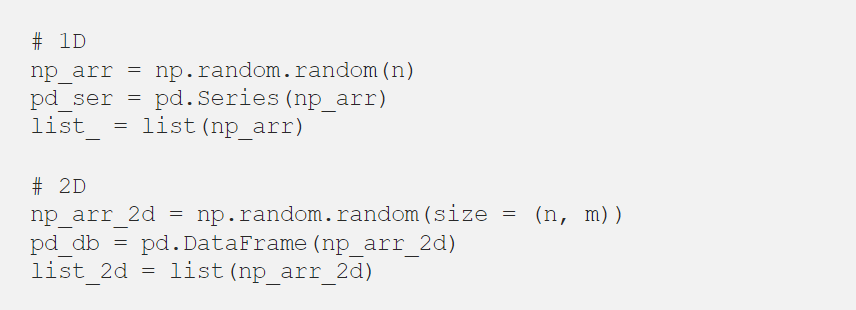 # 1D
np_arr = np.random.random(n)
pd_ser = pd.Series(np_arr)
list_ = list(np_arr)
# 2D
np_arr_2d = np.random.random(size = (n, m))
pd_db = pd.DataFrame(np_arr_2d)
list_2d = list(np_arr_2d)